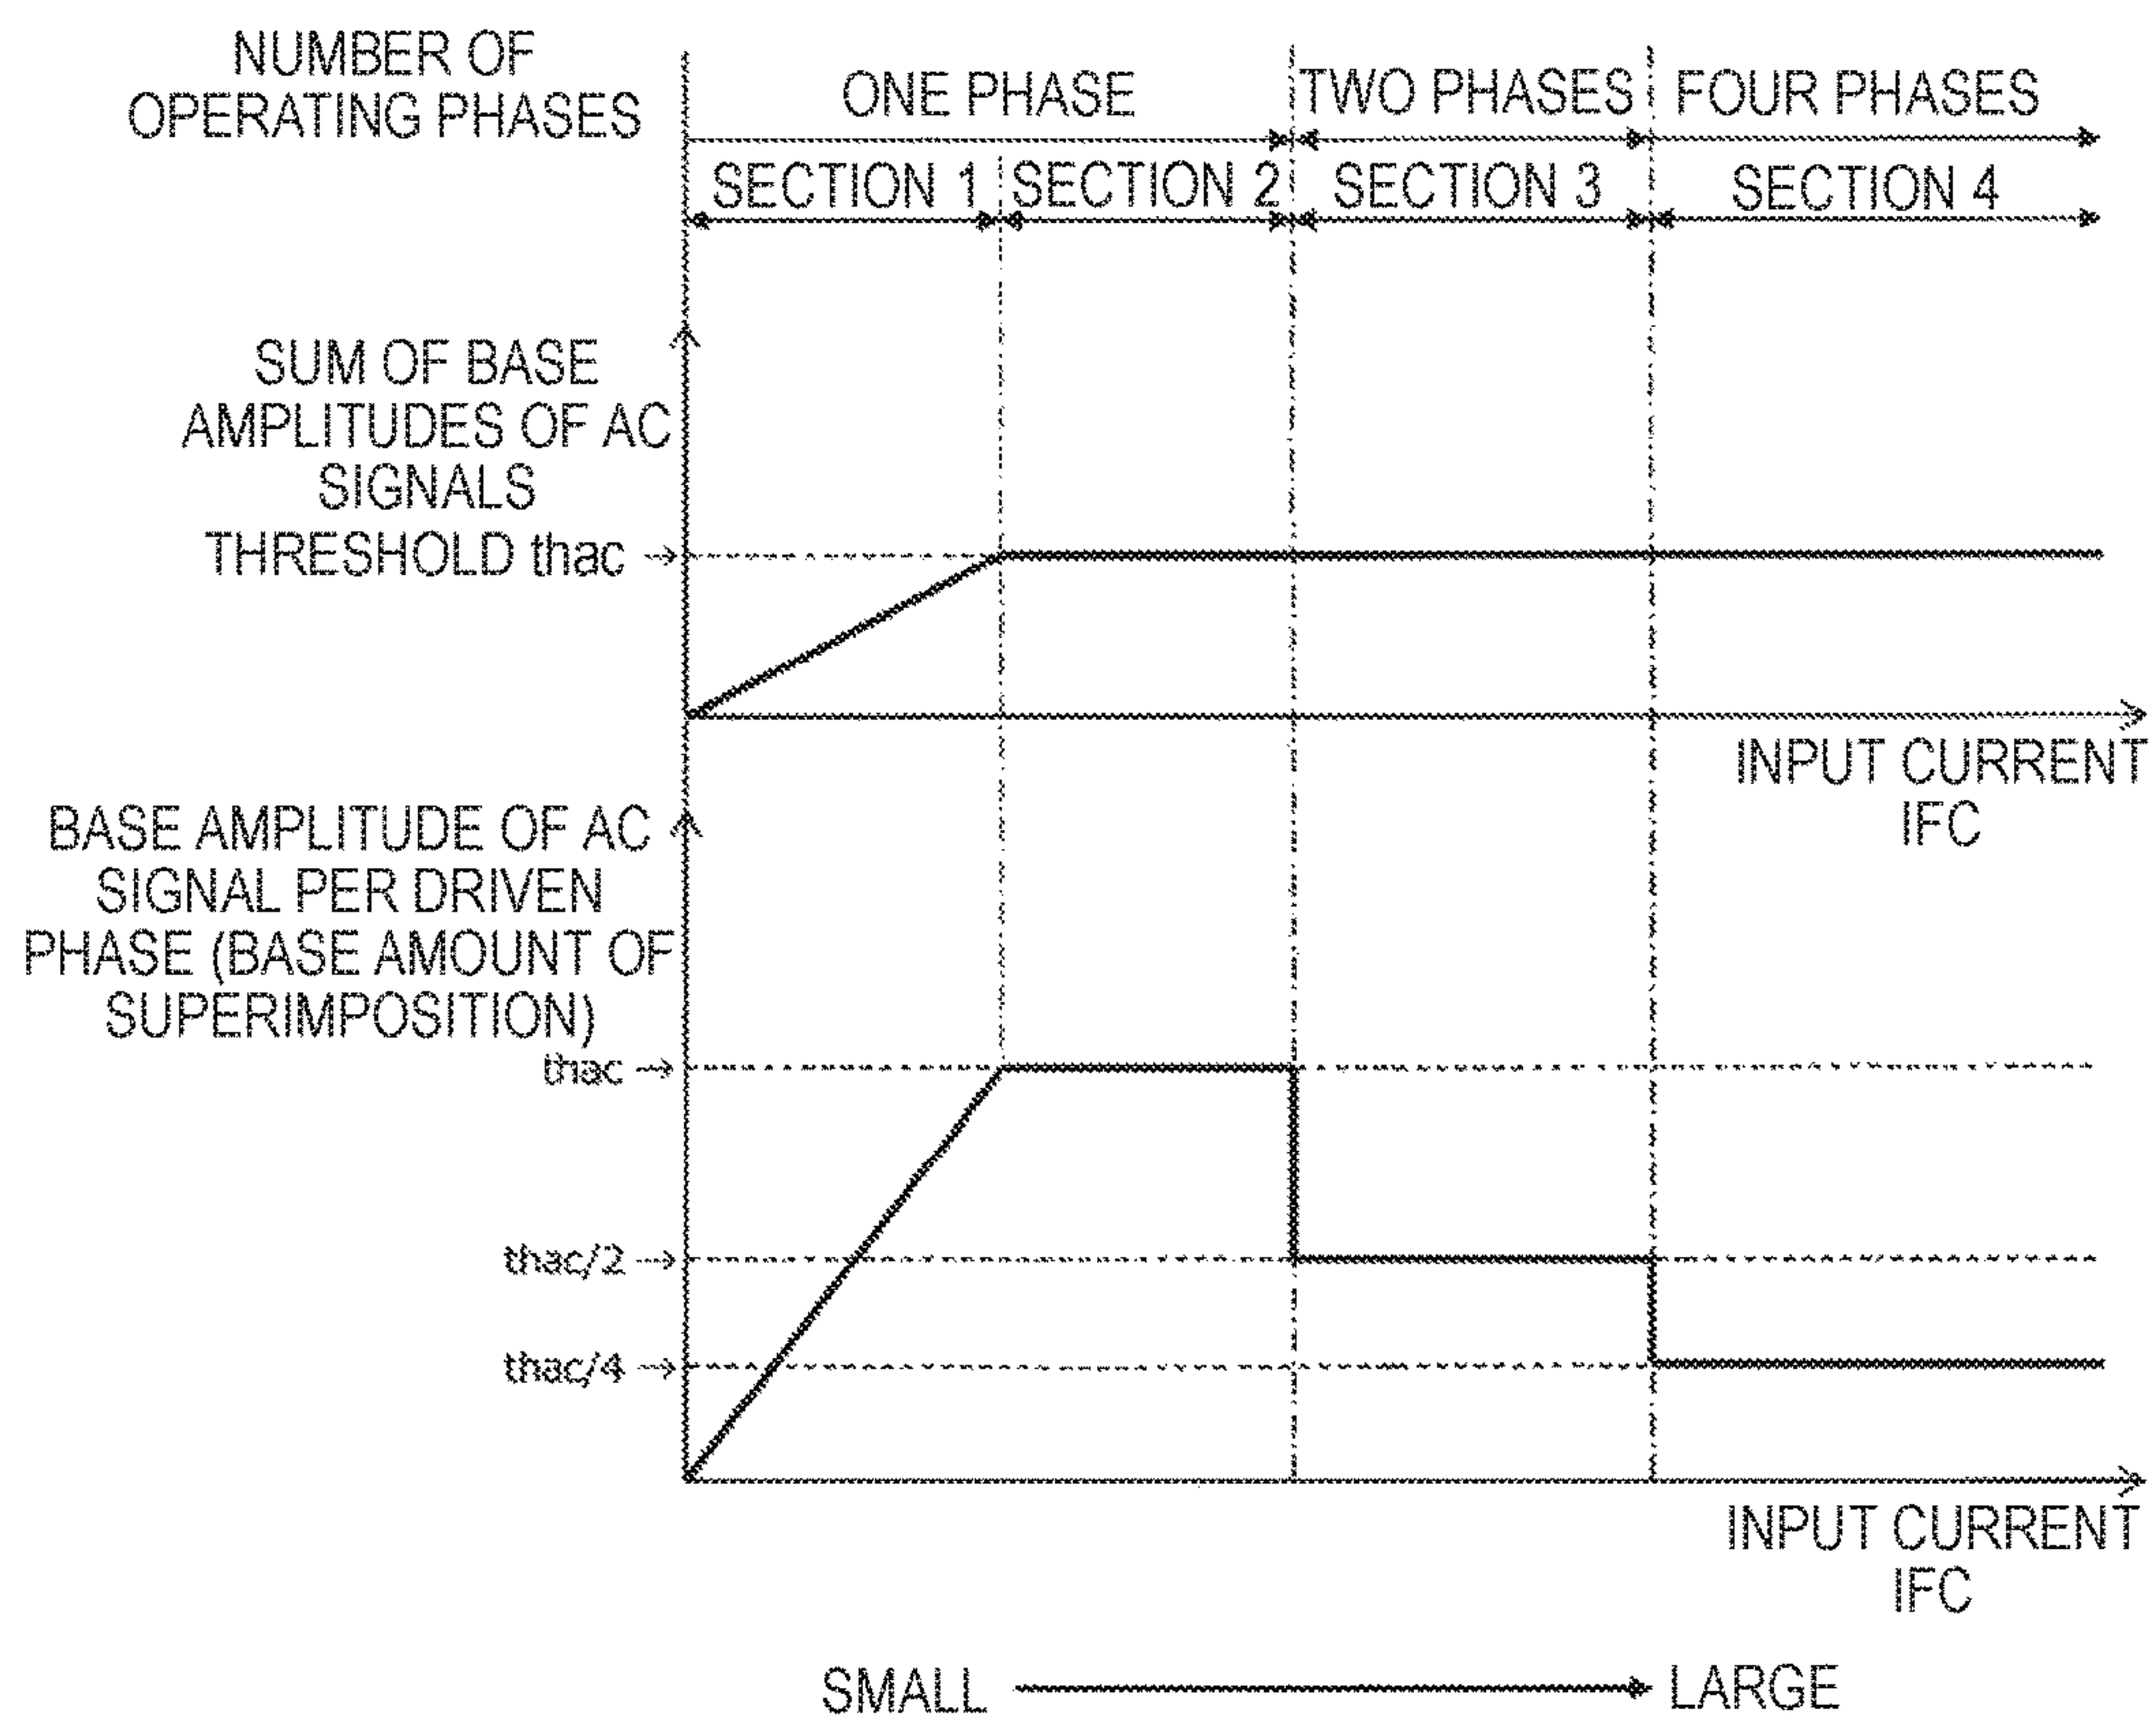 NUMBER OF
OPERATING PHASES
ONE PHASE
TWO PHASES
FOUR PHASES
SECTION 1
SECTION 2
SECTION 3
SECTION 4
SUM OF BASE
AMPLITUDES OF AC
SIGNALS
THRESHOLD thac
INPUT CURRENT
IFC
BASE AMPLITUDE OF AC
SIGNAL PER DRIVEN
PHASE (BASE AMOUNT OF
SUPERIMPOSITION)
thac
thac/2
thac/4
INPUT CURRENT
IFC
SMALL
LARGE